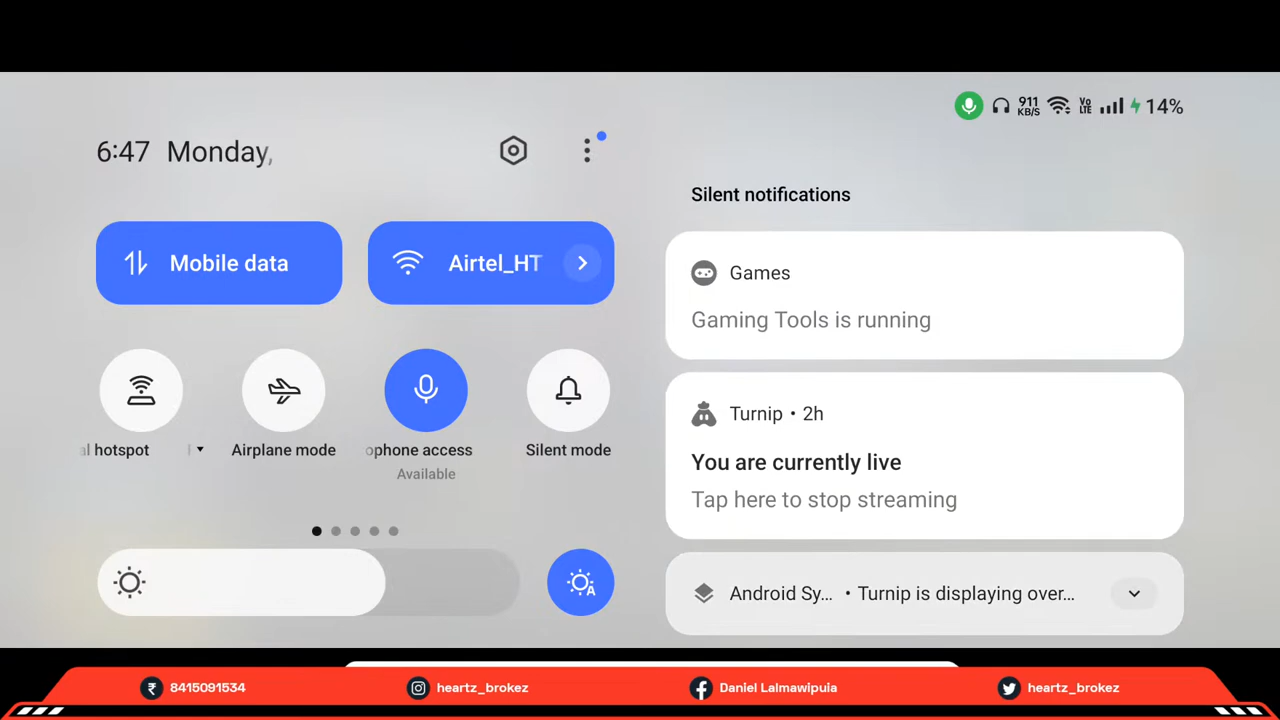 911
KB/S
Vo
LTE
14%
6:47 Monday,
Silent notifications
Mobile data
Airtel_HT
Games
Gaming Tools is running
al hotspot
Airplane mode
ophone access
Available
Silent mode
Turnip • 2h
You are currently live
Tap here to stop streaming
A
Android Sy... • Turnip is displaying over...
₹ 8415091534
heartz_brokez
Daniel Lalmawipuia
heartz_brokez